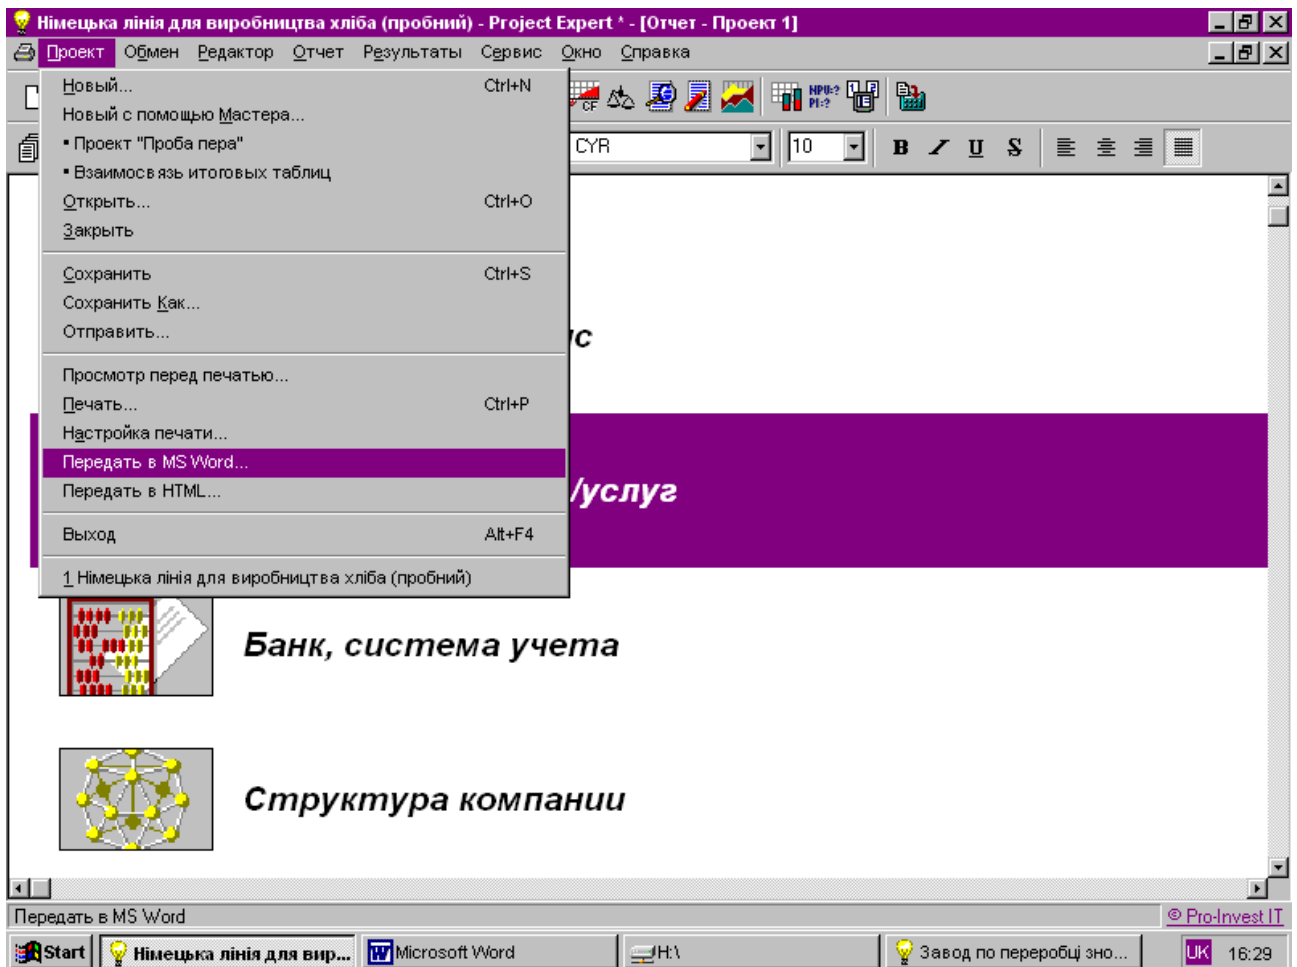 Німецька лінія для виробництва хліба (пробний) - Project Expert * - [Отчет - Проект 1]
Проект Обмен Редактор Отчет Результаты Сервис Окно Справка
Новый... Ctrl+N
Новый с помощью Мастера...
▪ Проект "Проба пера"
▪ Взаимосвязь итоговых таблиц
Открыть... Ctrl+O
Закрыть
Сохранить Ctrl+S
Сохранить Как...
Отправить...
Просмотр перед печатью...
Печать... Ctrl+P
Настройка печати...
Передать в MS Word...
Передать в HTML...
Выход Alt+F4
1 Німецька лінія для виробництва хліба (пробний)
CF NPU:? PI:?
CYR 10 B I U S
ис
/услуг
Банк, система учета
Структура компании
Передать в MS Word © Pro-Invest IT
Start Німецька лінія для вир... Microsoft Word H:\ Завод по переробці зно... UK 16:29